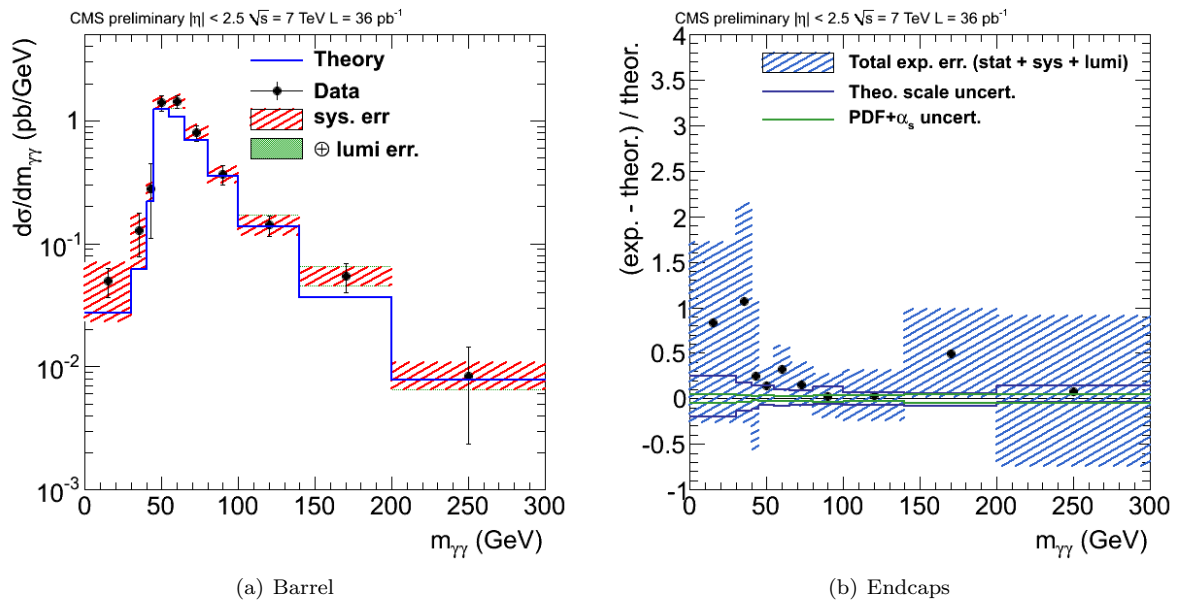 CMS preliminary |η| < 2.5 √s = 7 TeV L = 36 pb⁻¹
dσ/dmγγ (pb/GeV)
Theory
Data
sys. err
⊕ lumi err.
1
10⁻¹
10⁻²
10⁻³
0 50 100 150 200 250 300
mγγ (GeV)
(a) Barrel
CMS preliminary |η| < 2.5 √s = 7 TeV L = 36 pb⁻¹
(exp. - theor.) / theor.
Total exp. err. (stat + sys + lumi)
Theo. scale uncert.
PDF+αs uncert.
4
3.5
3
2.5
2
1.5
1
0.5
0
-0.5
-1
0 50 100 150 200 250 300
mγγ (GeV)
(b) Endcaps